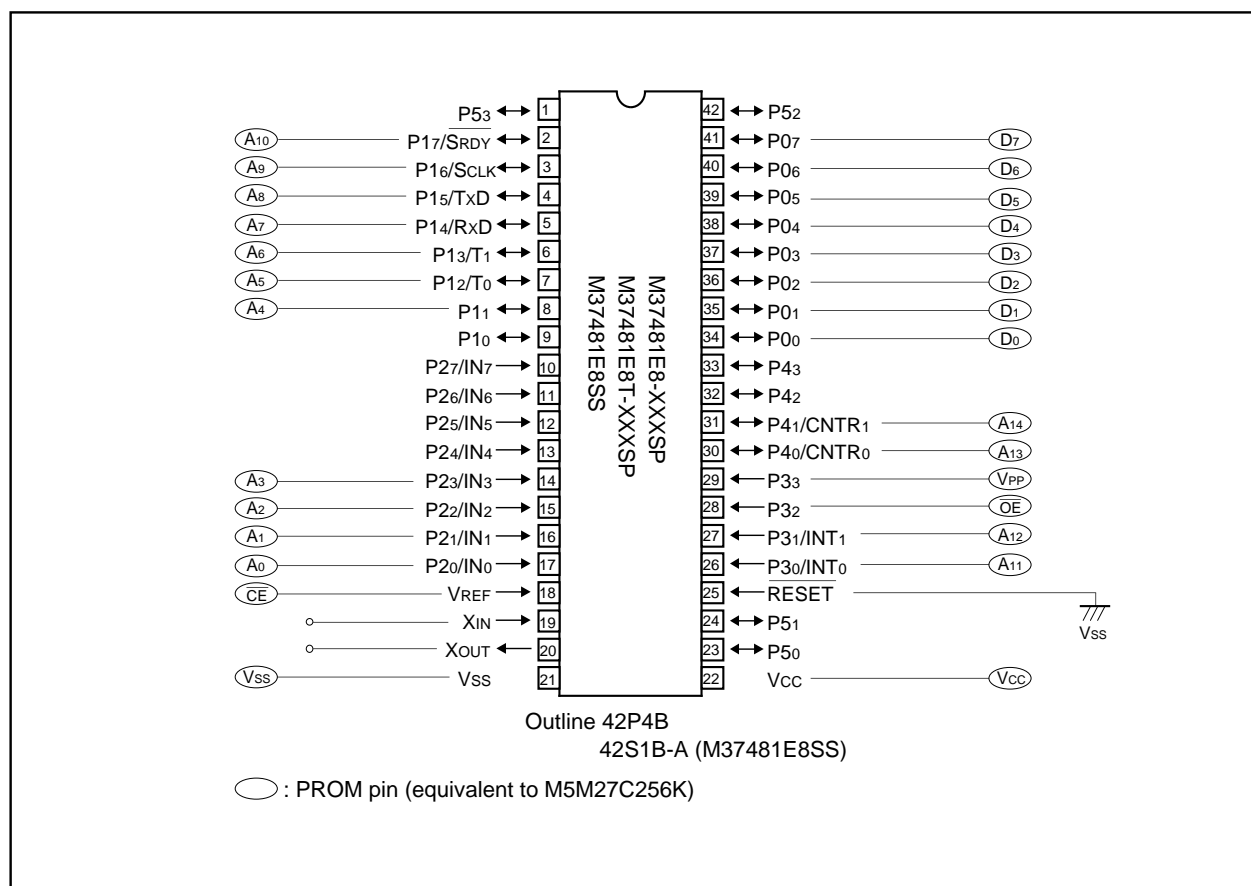 P53 1 42 P52
A10 P17/SRDY 2 41 P07 D7
A9 P16/SCLK 3 40 P06 D6
A8 P15/TXD 4 39 P05 D5
A7 P14/RXD 5 38 P04 D4
A6 P13/T1 6 37 P03 D3
A5 P12/T0 7 36 P02 D2
A4 P11 8 35 P01 D1
P10 9 34 P00 D0
P27/IN7 10 33 P43
P26/IN6 11 32 P42
P25/IN5 12 31 P41/CNTR1 A14
P24/IN4 13 30 P40/CNTR0 A13
A3 P23/IN3 14 29 P33 VPP
A2 P22/IN2 15 28 P32 OE
A1 P21/IN1 16 27 P31/INT1 A12
A0 P20/IN0 17 26 P30/INT0 A11
CE VREF 18 25 RESET
XIN 19 24 P51 VSS
XOUT 20 23 P50
VSS VSS 21 22 VCC VCC
M37481E8-XXXSP
M37481E8T-XXXSP
M37481E8SS
Outline 42P4B
42S1B-A (M37481E8SS)
: PROM pin (equivalent to M5M27C256K)